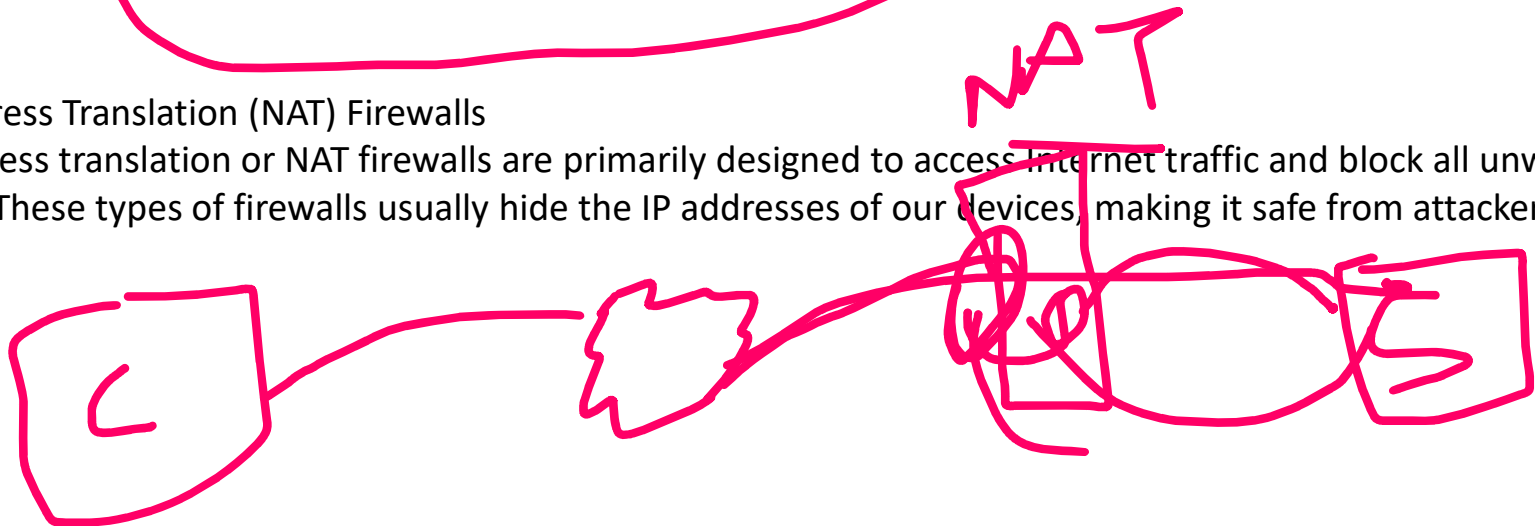 NAT
ress Translation (NAT) Firewalls
ess translation or NAT firewalls are primarily designed to access Internet traffic and block all unw
These types of firewalls usually hide the IP addresses of our devices, making it safe from attacker
C S